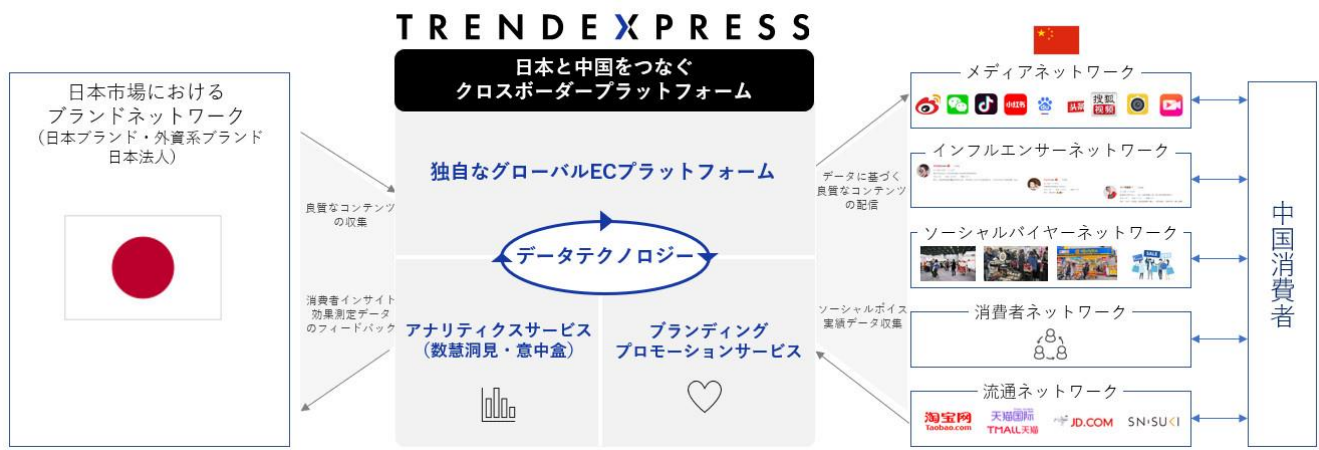 TRENDEXPRESS
日本と中国をつなぐ
クロスボーダープラットフォーム
日本市場における
ブランドネットワーク
（日本ブランド・外資系ブランド
日本法人）
良質なコンテンツ
の収集
消費者インサイト
効果測定データ
のフィードバック
独自なグローバルECプラットフォーム
データテクノロジー
アナリティクスサービス
（数慧洞見・意中盒）
ブランディング
プロモーションサービス
データに基づく
良質なコンテンツ
の配信
ソーシャルボイス
実績データ収集
メディアネットワーク
小红书
头条
搜狐
视频
インフルエンサーネットワーク
ソーシャルバイヤーネットワーク
SALE
消費者ネットワーク
流通ネットワーク
淘宝网
Taobao.com
天猫国际
TMALL天猫
JD.COM
SN·SUKI
中国消費者